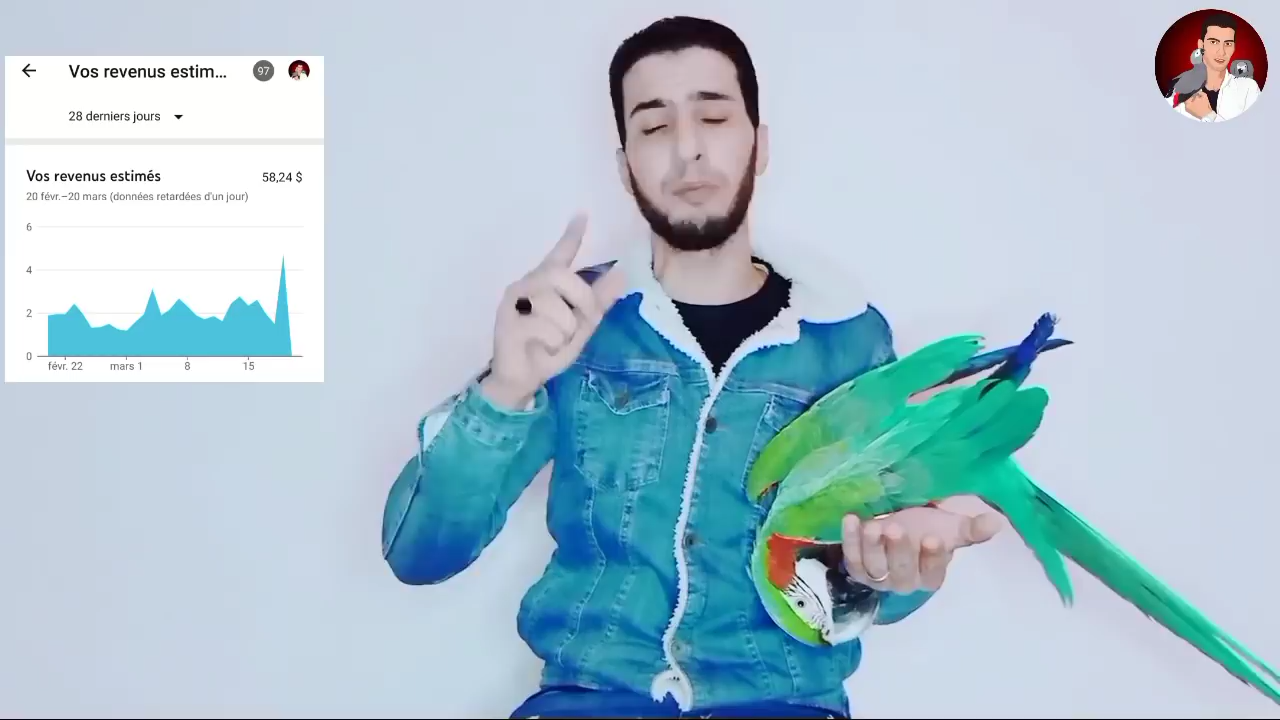 Vos revenus estim...
97
28 derniers jours
Vos revenus estimés
58,24 $
20 févr.–20 mars (données retardées d'un jour)
6
4
2
0
févr. 22
mars 1
8
15